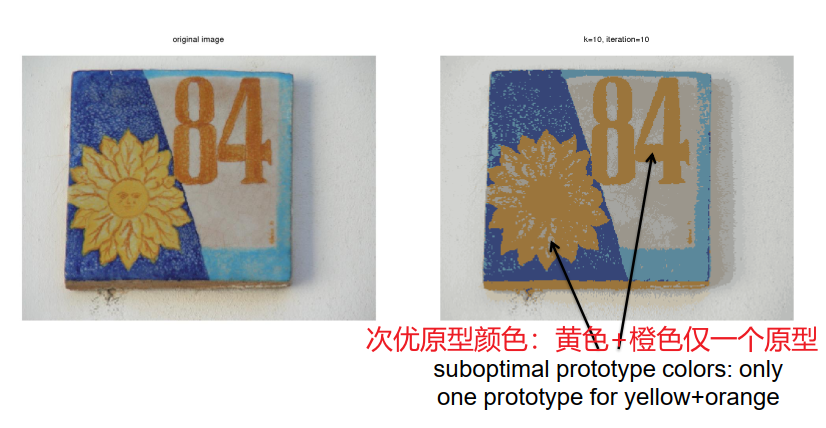 original image
k=10, iteration=10
84
84
次优原型颜色：黄色+橙色仅一个原型
suboptimal prototype colors: only
one prototype for yellow+orange